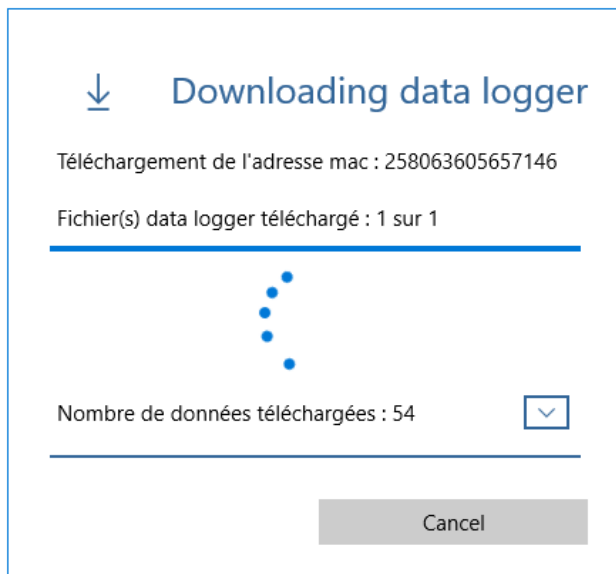 Downloading data logger
Téléchargement de l'adresse mac : 258063605657146
Fichier(s) data logger téléchargé : 1 sur 1
Nombre de données téléchargées : 54
Cancel